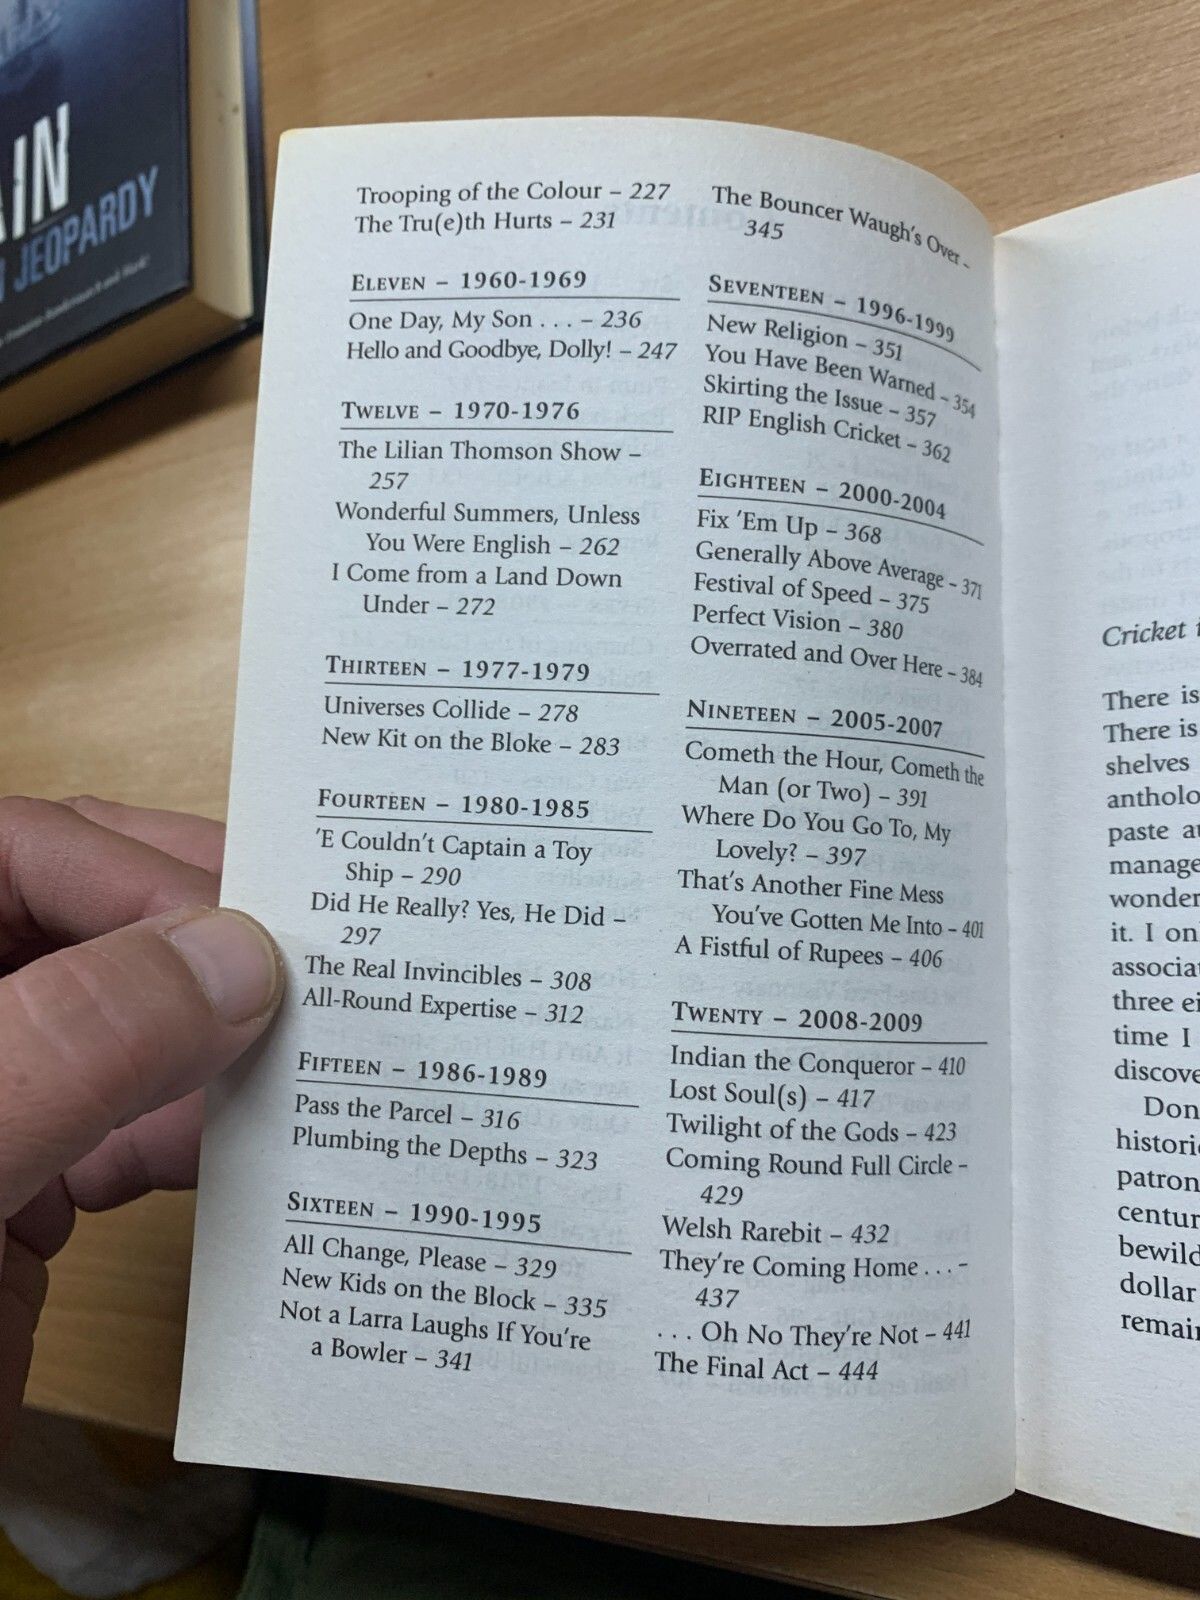 AIN
JEOPARDY
Trooping of the Colour – 227
The Tru(e)th Hurts – 231
ELEVEN – 1960-1969
One Day, My Son . . . – 236
Hello and Goodbye, Dolly! – 247
TWELVE – 1970-1976
The Lilian Thomson Show –
257
Wonderful Summers, Unless
You Were English – 262
I Come from a Land Down
Under – 272
THIRTEEN – 1977-1979
Universes Collide – 278
New Kit on the Bloke – 283
FOURTEEN – 1980-1985
'E Couldn't Captain a Toy
Ship – 290
Did He Really? Yes, He Did –
297
The Real Invincibles – 308
All-Round Expertise – 312
FIFTEEN – 1986-1989
Pass the Parcel – 316
Plumbing the Depths – 323
SIXTEEN – 1990-1995
All Change, Please – 329
New Kids on the Block – 335
Not a Larra Laughs If You're
a Bowler – 341
The Bouncer Waugh's Over –
345
SEVENTEEN – 1996-1999
New Religion – 351
You Have Been Warned – 354
Skirting the Issue – 357
RIP English Cricket – 362
EIGHTEEN – 2000-2004
Fix 'Em Up – 368
Generally Above Average – 371
Festival of Speed – 375
Perfect Vision – 380
Overrated and Over Here – 384
NINETEEN – 2005-2007
Cometh the Hour, Cometh the
Man (or Two) – 391
Where Do You Go To, My
Lovely? – 397
That's Another Fine Mess
You've Gotten Me Into – 401
A Fistful of Rupees – 406
TWENTY – 2008-2009
Indian the Conqueror – 410
Lost Soul(s) – 417
Twilight of the Gods – 423
Coming Round Full Circle –
429
Welsh Rarebit – 432
They're Coming Home . . . –
437
. . . Oh No They're Not – 441
The Final Act – 444
Cricket
There is
There is
shelves
antholo
paste au
manage
wonder
it. I on
associat
three ei
time I
discove
Don
histori
patron
centur
bewild
dollar
remain